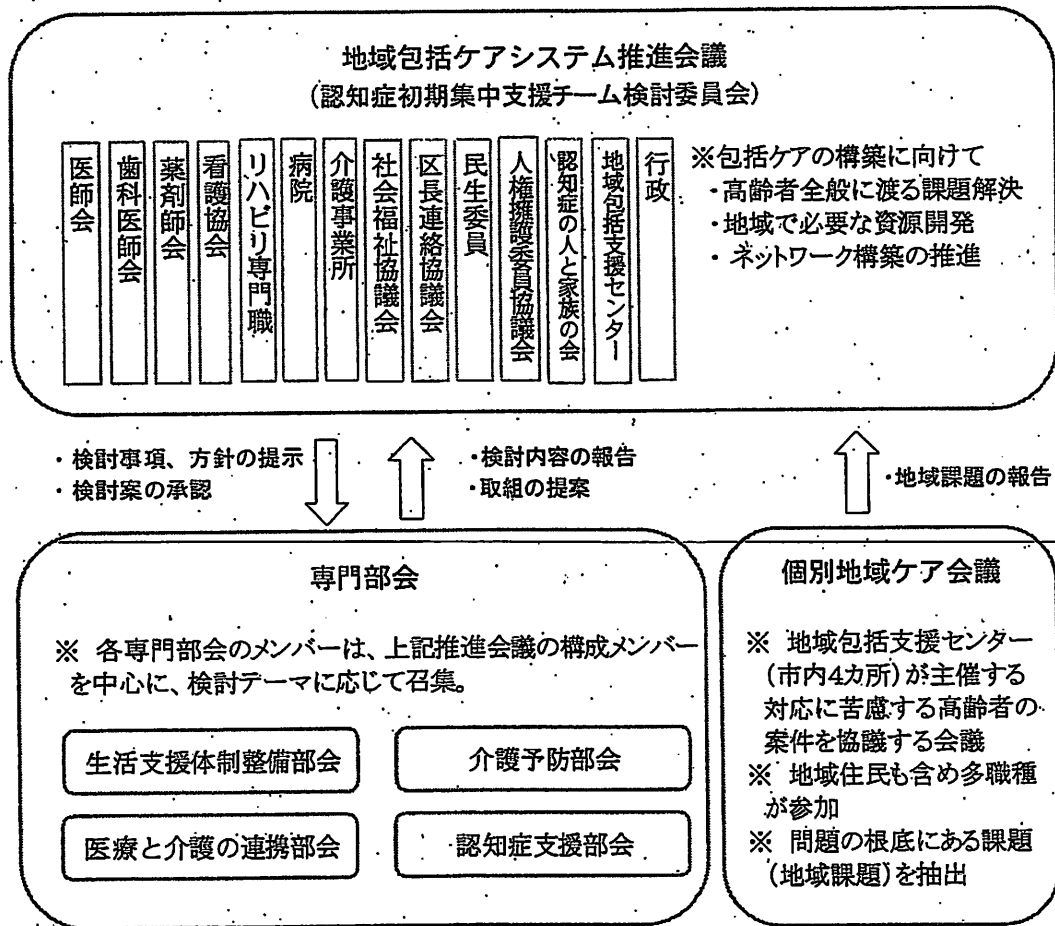 地域包括ケアシステム推進会議
(認知症初期集中支援チーム検討委員会)
医師会
歯科医師会
薬剤師会
看護協会
リハビリ専門職
病院
介護事業所
社会福祉協議会
区長連絡協議会
民生委員
人権擁護委員協議会
認知症の人と家族の会
地域包括支援センター
行政
※包括ケアの構築に向けて
・高齢者全般に渡る課題解決
・地域で必要な資源開発
・ネットワーク構築の推進
・検討事項、方針の提示
・検討案の承認
・検討内容の報告
・取組の提案
・地域課題の報告
専門部会
※ 各専門部会のメンバーは、上記推進会議の構成メンバー
を中心に、検討テーマに応じて召集。
生活支援体制整備部会
介護予防部会
医療と介護の連携部会
認知症支援部会
個別地域ケア会議
※ 地域包括支援センター
(市内4カ所)が主催する
対応に苦慮する高齢者の
案件を協議する会議
※ 地域住民も含め多職種
が参加
※ 問題の根底にある課題
(地域課題)を抽出